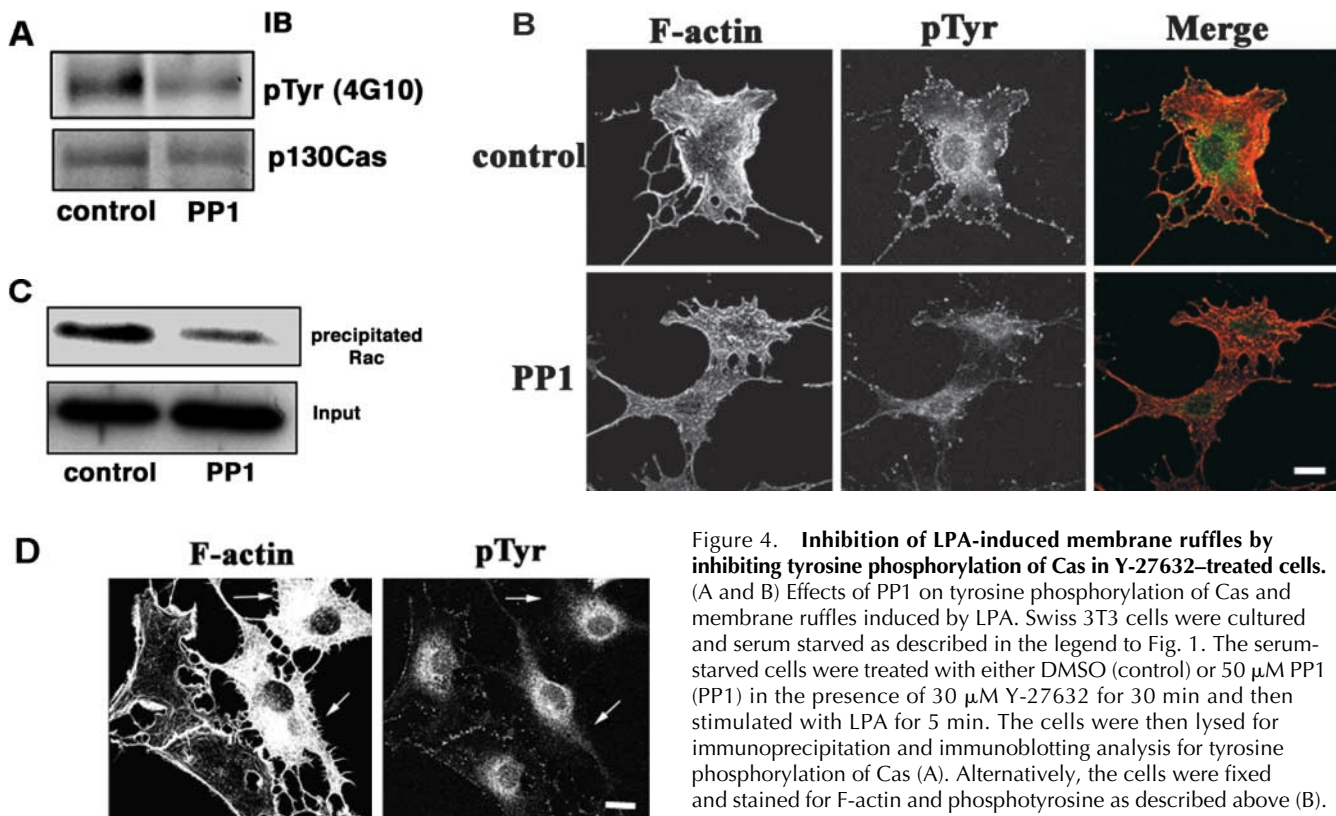 A
IB
pTyr (4G10)
p130Cas
control PP1
B
F-actin pTyr Merge
control
PP1
C
precipitated
Rac
Input
control PP1
D
F-actin pTyr
Figure 4. Inhibition of LPA-induced membrane ruffles by
inhibiting tyrosine phosphorylation of Cas in Y-27632–treated cells.
(A and B) Effects of PP1 on tyrosine phosphorylation of Cas and
membrane ruffles induced by LPA. Swiss 3T3 cells were cultured
and serum starved as described in the legend to Fig. 1. The serum-
starved cells were treated with either DMSO (control) or 50 μM PP1
(PP1) in the presence of 30 μM Y-27632 for 30 min and then
stimulated with LPA for 5 min. The cells were then lysed for
immunoprecipitation and immunoblotting analysis for tyrosine
phosphorylation of Cas (A). Alternatively, the cells were fixed
and stained for F-actin and phosphotyrosine as described above (B).